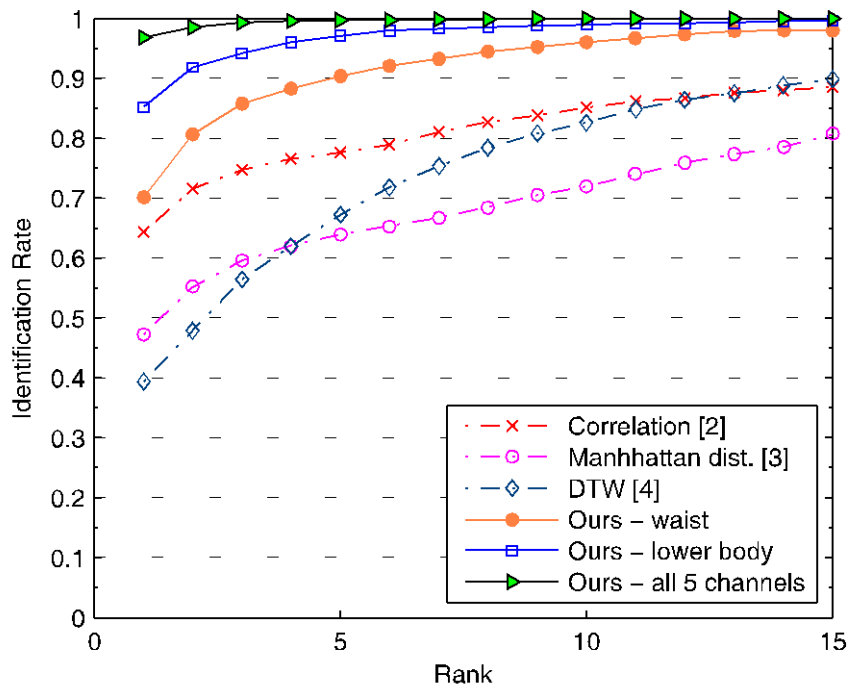 1
0.9
0.8
0.7
0.6
0.5
0.4
0.3
0.2
0.1
0
Identification Rate
Correlation [2]
Manhhattan dist. [3]
DTW [4]
Ours – waist
Ours – lower body
Ours – all 5 channels
0 5 10 15
Rank